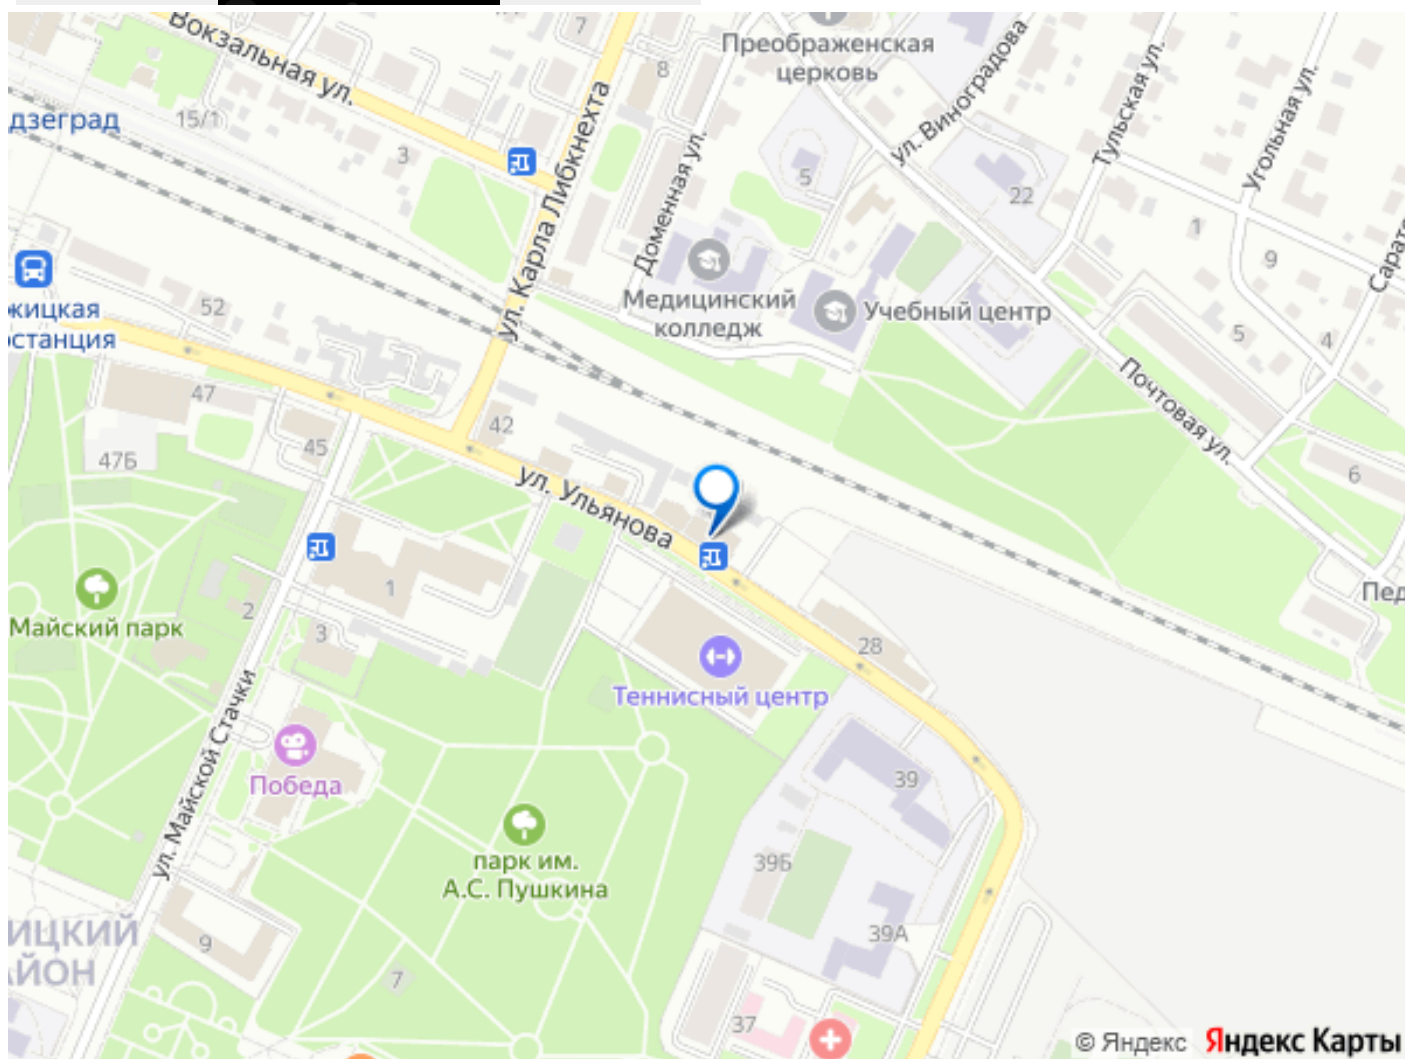 Вокзальная ул.
7
Преображенская
церковь
ул. Виноградова
Тульская ул.
Угольная ул.
8
дзеград
15/1
3
ул. Карла Либкнехта
Доменная ул.
5
22
1
9
Сарато
жицкая
станция
52
Медицинский
колледж
Учебный центр
5
4
47
42
45
47Б
Почтовая ул.
6
ул. Ульянова
1
2
3
Майский парк
Пед
28
Теннисный центр
ул. Майской Стачки
Победа
39
парк им.
А.С. Пушкина
39Б
39А
ИЦКИЙ
АЙОН
9
7
37
© Яндекс Яндекс Карты